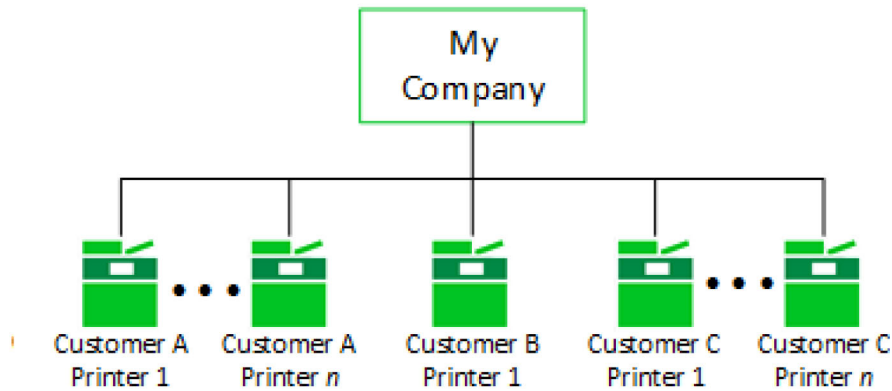 My
Company
Customer A Customer A Customer B Customer C Customer C
Printer 1 Printer n Printer 1 Printer 1 Printer n